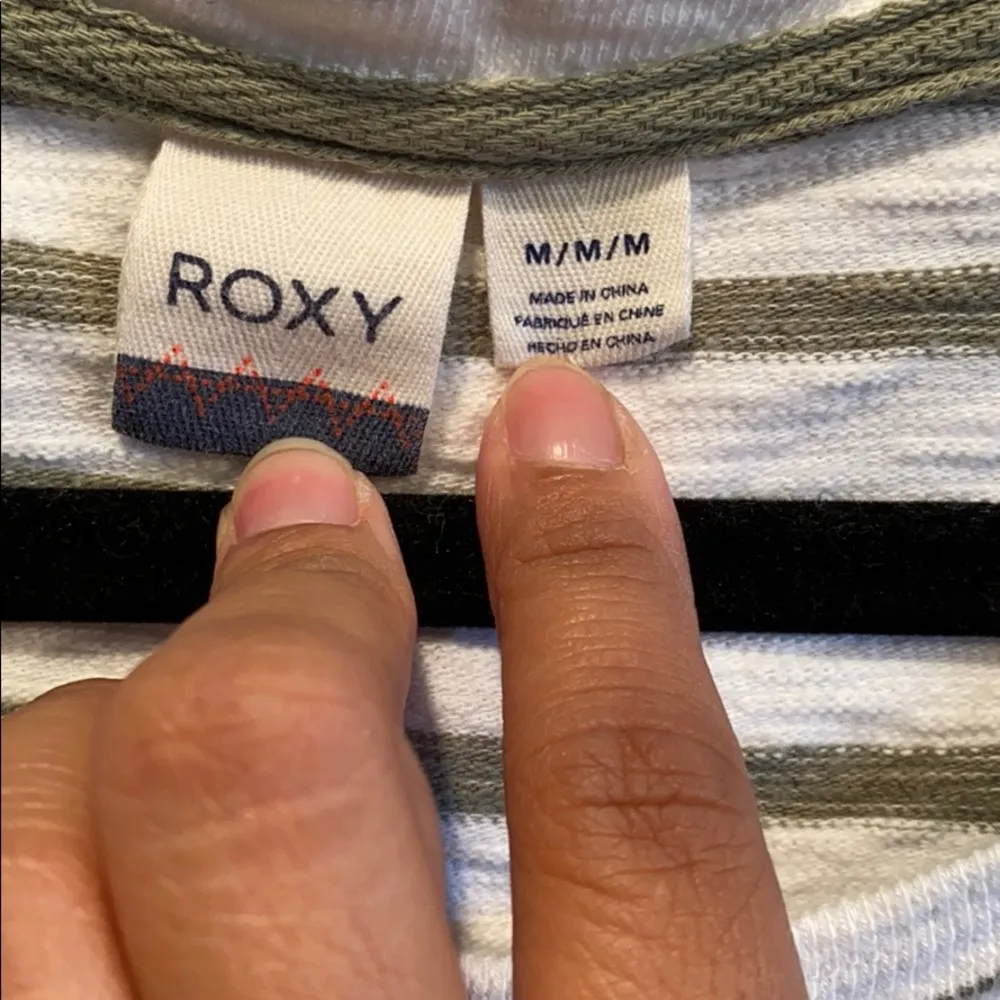 ROXY
M/M/M
MADE IN CHINA
FABRIQUÉ EN CHINE
HECHO EN CHINA